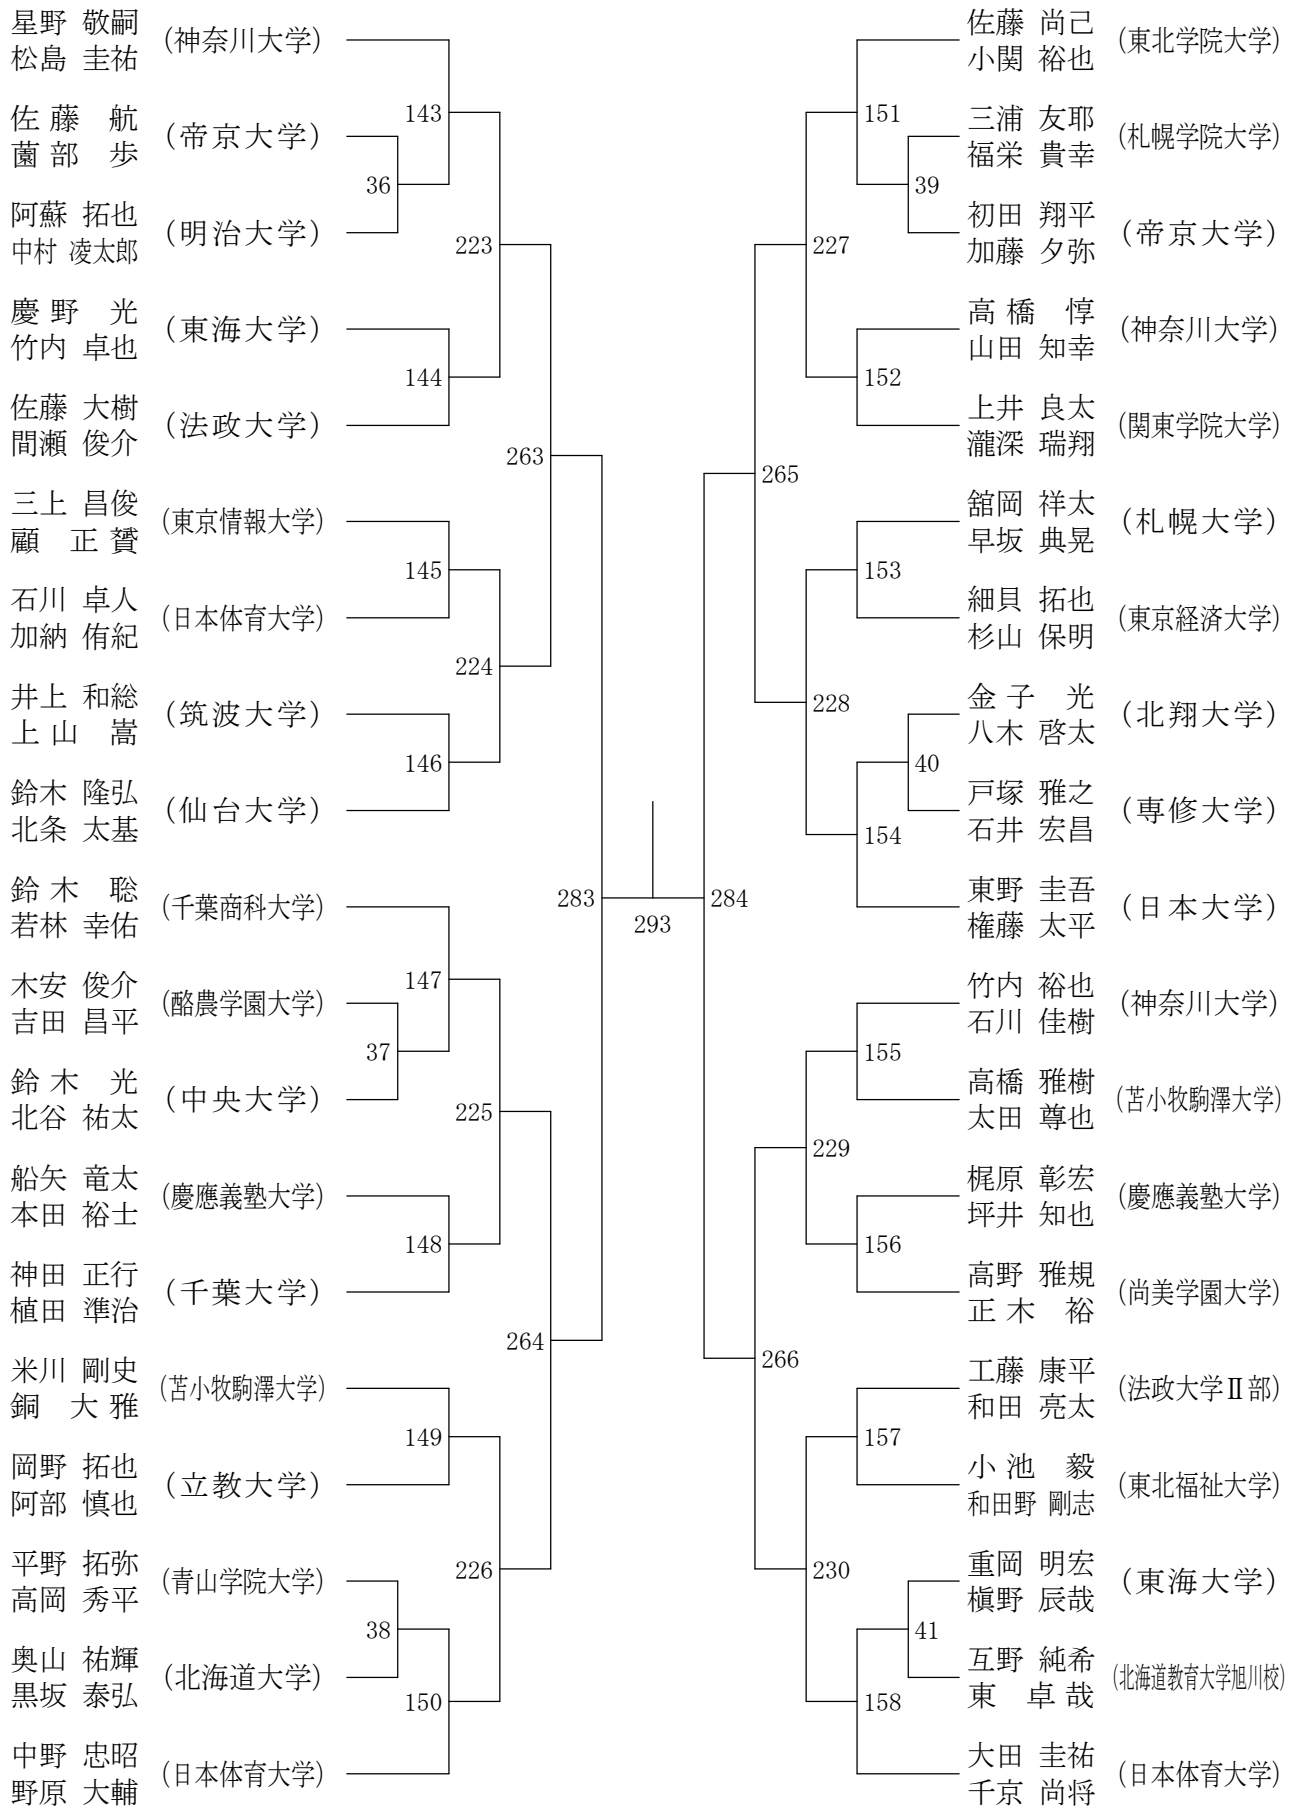 星野 敬嗣
松島 圭祐
(神奈川大学)
佐藤 航
薗部 歩
(帝京大学)
阿蘇 拓也
中村 凌太郎
(明治大学)
慶野 光
竹内 卓也
(東海大学)
佐藤 大樹
間瀬 俊介
(法政大学)
三上 昌俊
顧 正贇
(東京情報大学)
石川 卓人
加納 侑紀
(日本体育大学)
井上 和総
上山 嵩
(筑波大学)
鈴木 隆弘
北条 太基
(仙台大学)
鈴木 聡
若林 幸佑
(千葉商科大学)
木安 俊介
吉田 昌平
(酪農学園大学)
鈴木 光
北谷 祐太
(中央大学)
船矢 竜太
本田 裕士
(慶應義塾大学)
神田 正行
植田 準治
(千葉大学)
米川 剛史
銅 大雅
(苫小牧駒澤大学)
岡野 拓也
阿部 慎也
(立教大学)
平野 拓弥
高岡 秀平
(青山学院大学)
奥山 祐輝
黒坂 泰弘
(北海道大学)
中野 忠昭
野原 大輔
(日本体育大学)
36
37
38
143
144
145
146
147
148
149
150
223
224
225
226
263
264
283
293
284
265
266
227
228
229
230
151
152
153
154
155
156
157
158
39
40
41
佐藤 尚己
小関 裕也
(東北学院大学)
三浦 友耶
福栄 貴幸
(札幌学院大学)
初田 翔平
加藤 夕弥
(帝京大学)
高橋 惇
山田 知幸
(神奈川大学)
上井 良太
瀧深 瑞翔
(関東学院大学)
舘岡 祥太
早坂 典晃
(札幌大学)
細貝 拓也
杉山 保明
(東京経済大学)
金子 光
八木 啓太
(北翔大学)
戸塚 雅之
石井 宏昌
(専修大学)
東野 圭吾
権藤 太平
(日本大学)
竹内 裕也
石川 佳樹
(神奈川大学)
高橋 雅樹
太田 尊也
(苫小牧駒澤大学)
梶原 彰宏
坪井 知也
(慶應義塾大学)
高野 雅規
正木 裕
(尚美学園大学)
工藤 康平
和田 亮太
(法政大学Ⅱ部)
小池 毅
和田野 剛志
(東北福祉大学)
重岡 明宏
槇野 辰哉
(東海大学)
互野 純希
東 卓哉
(北海道教育大学旭川校)
大田 圭祐
千京 尚将
(日本体育大学)